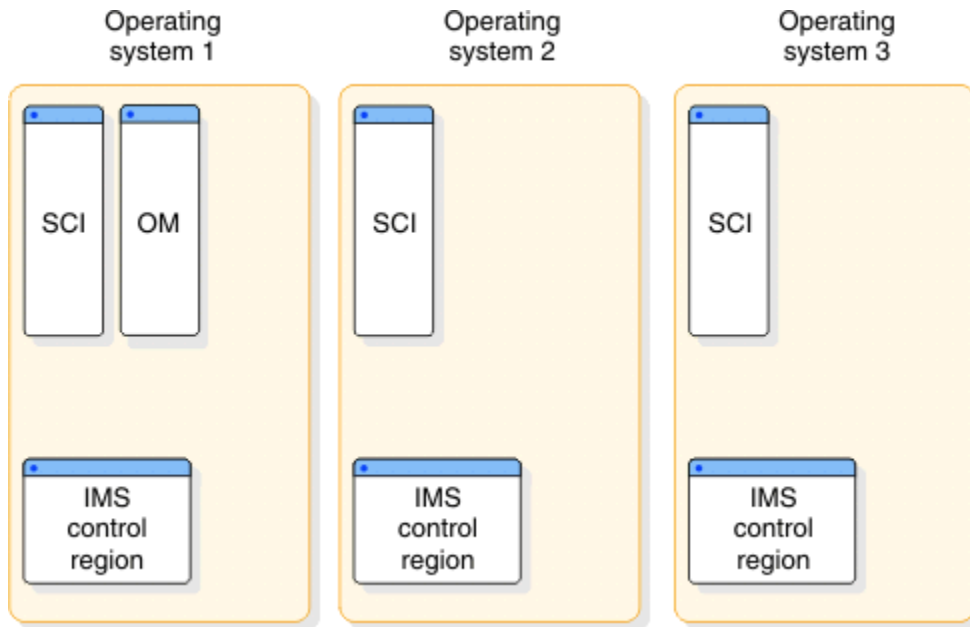 Operating
system 1
Operating
system 2
Operating
system 3
SCI
OM
SCI
SCI
IMS
control
region
IMS
control
region
IMS
control
region